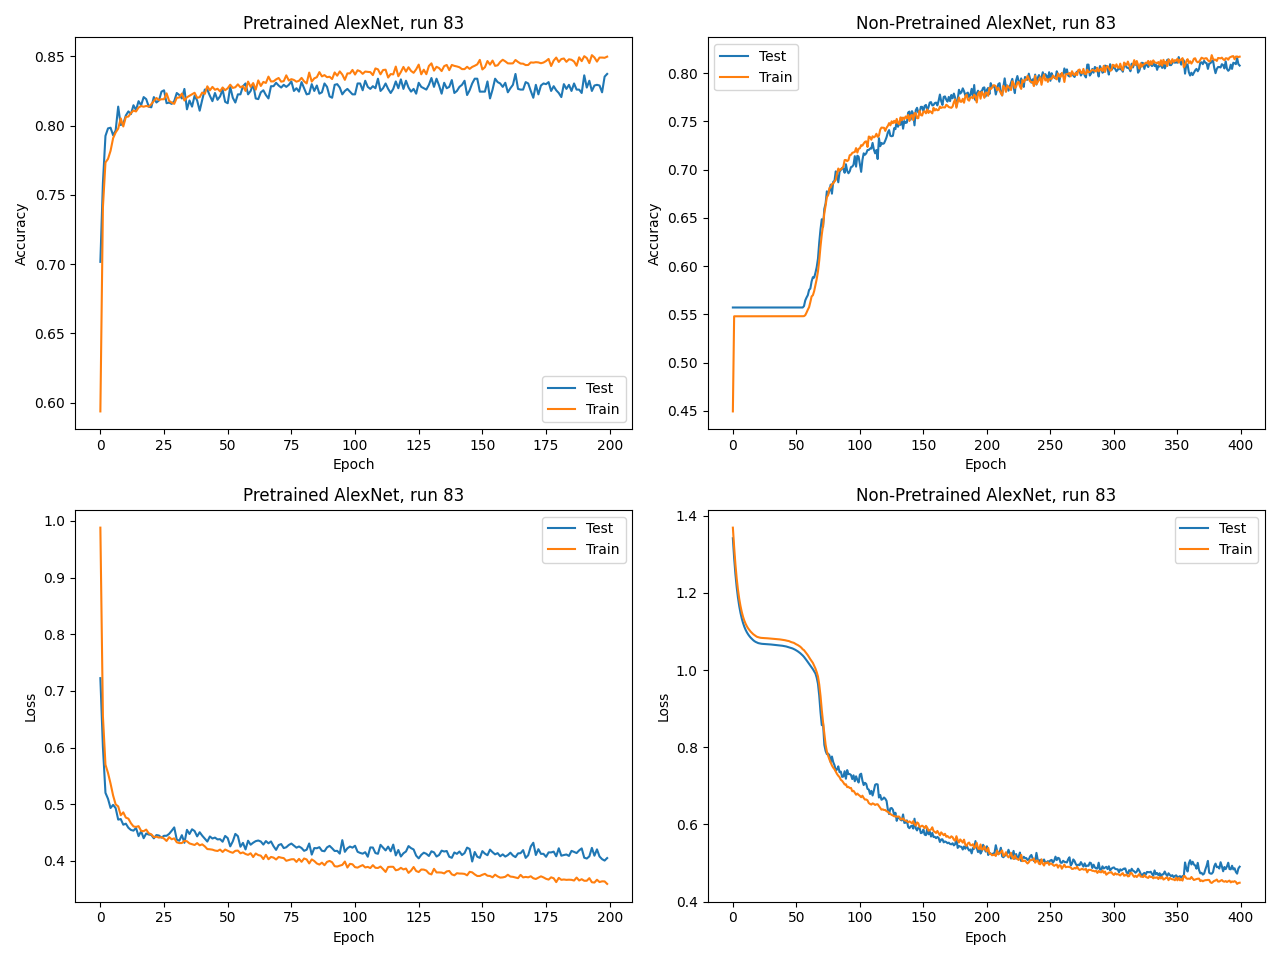 Pretrained AlexNet, run 83
0.85
0.80
0.75
0.70
0.65
0.60
Accuracy
0 25 50 75 100 125 150 175 200
Epoch
Test
Train
Non-Pretrained AlexNet, run 83
Test
Train
0.80
0.75
0.70
0.65
0.60
0.55
0.50
0.45
Accuracy
0 50 100 150 200 250 300 350 400
Epoch
Pretrained AlexNet, run 83
Test
Train
1.0
0.9
0.8
0.7
0.6
0.5
0.4
Loss
0 25 50 75 100 125 150 175 200
Epoch
Non-Pretrained AlexNet, run 83
Test
Train
1.4
1.2
1.0
0.8
0.6
0.4
Loss
0 50 100 150 200 250 300 350 400
Epoch